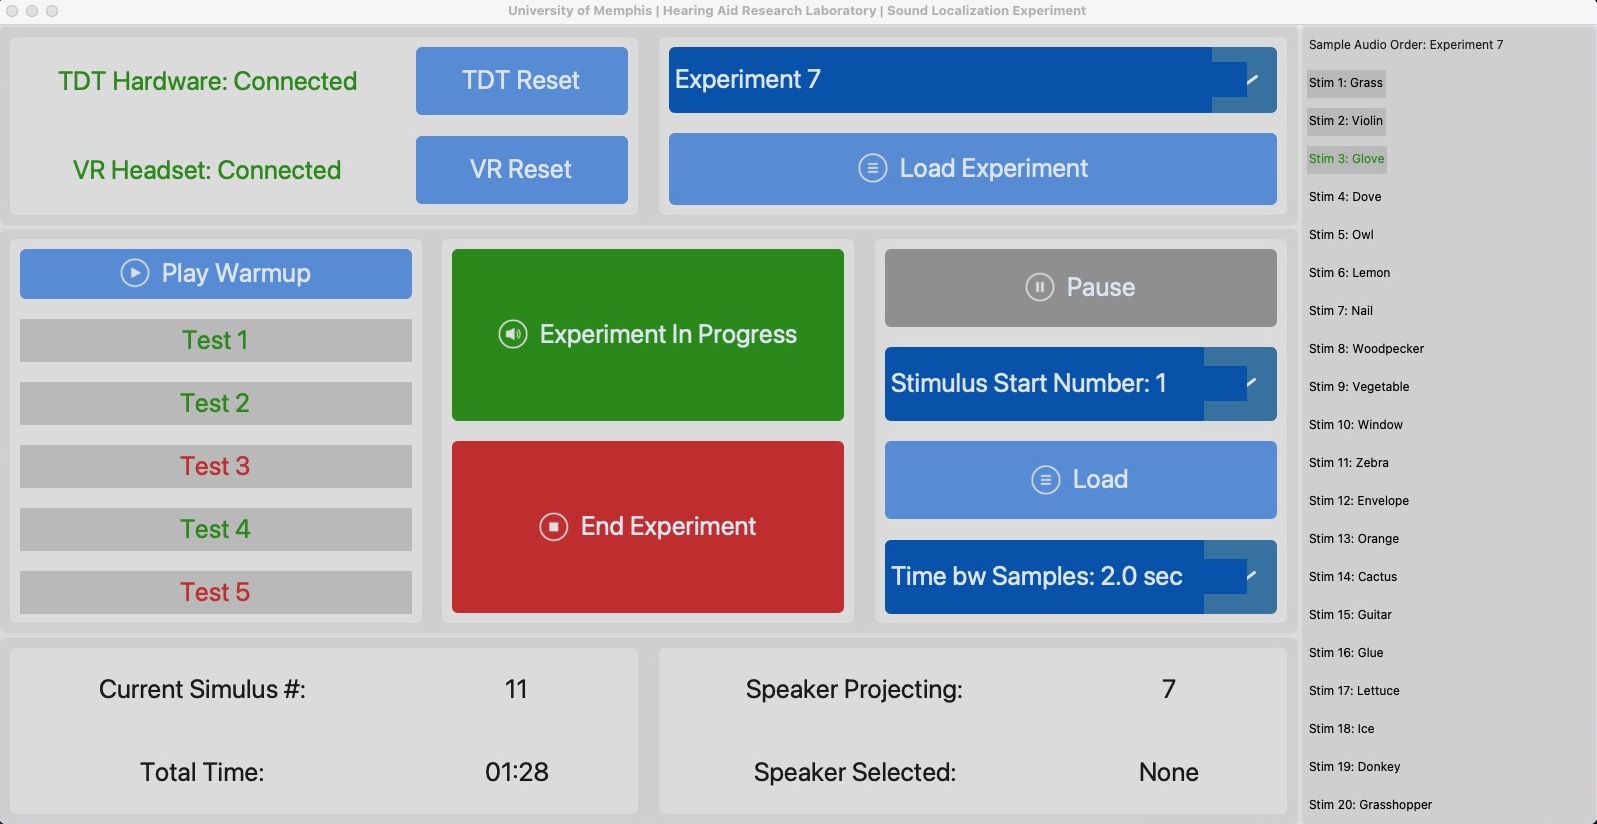 University of Memphis | Hearing Aid Research Laboratory | Sound Localization Experiment
TDT Hardware: Connected
TDT Reset
VR Headset: Connected
VR Reset
Experiment 7
Load Experiment
Play Warmup
Test 1
Test 2
Test 3
Test 4
Test 5
Experiment In Progress
End Experiment
Pause
Stimulus Start Number: 1
Load
Time bw Samples: 2.0 sec
Current Simulus #:
11
Total Time:
01:28
Speaker Projecting:
7
Speaker Selected:
None
Sample Audio Order: Experiment 7
Stim 1: Grass
Stim 2: Violin
Stim 3: Glove
Stim 4: Dove
Stim 5: Owl
Stim 6: Lemon
Stim 7: Nail
Stim 8: Woodpecker
Stim 9: Vegetable
Stim 10: Window
Stim 11: Zebra
Stim 12: Envelope
Stim 13: Orange
Stim 14: Cactus
Stim 15: Guitar
Stim 16: Glue
Stim 17: Lettuce
Stim 18: Ice
Stim 19: Donkey
Stim 20: Grasshopper